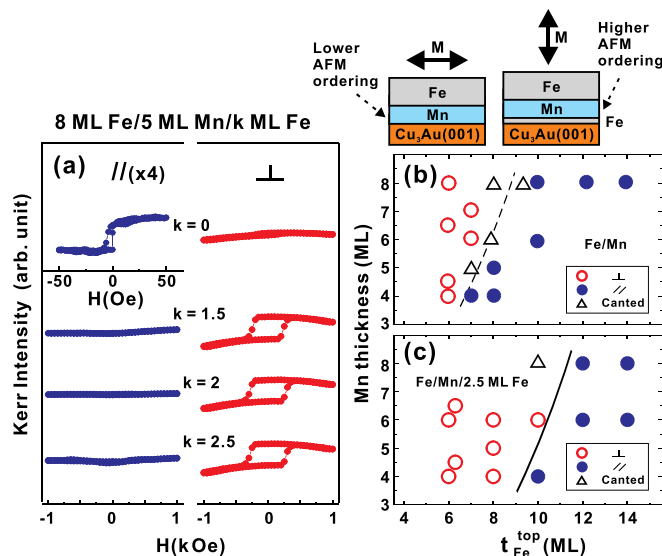 Lower
AFM
ordering
M
Fe
Mn
Cu3Au(001)
M
Higher
AFM
ordering
Fe
Mn
Fe
Cu3Au(001)
8 ML Fe/5 ML Mn/k ML Fe
(a)
//(x4)
⊥
k = 0
-50 0 50
H(Oe)
k = 1.5
k = 2
k = 2.5
Kerr Intensity (arb. unit)
-1 0 1
-1 0 1
H(kOe)
(b)
8
7
6
5
4
3
Fe/Mn
⊥
//
Canted
Mn thickness (ML)
(c)
Fe/Mn/2.5 ML Fe
8
7
6
5
4
3
⊥
//
Canted
4 6 8 10 12 14
t Fe top (ML)